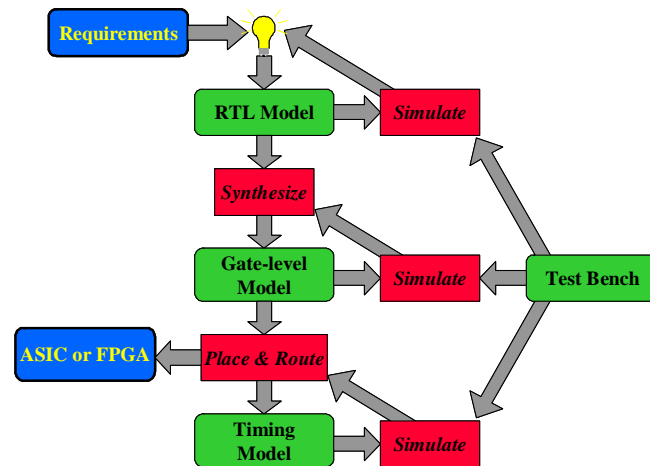 Requirements
RTL Model
Simulate
Synthesize
Gate-level
Model
Simulate
Test Bench
ASIC or FPGA
Place & Route
Timing
Model
Simulate